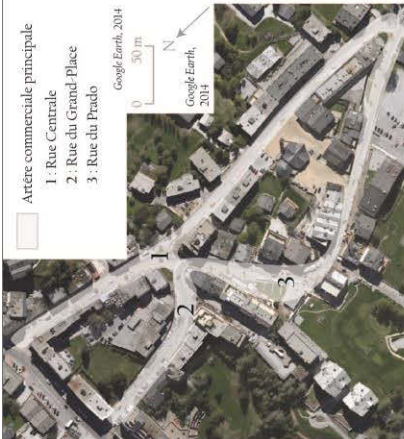 Artère commerciale principale
1 : Rue Centrale
2 : Rue du Grand-Place
3 : Rue du Prado
Google Earth, 2014
0 50 m
N
Google Earth,
2014
1
2
3